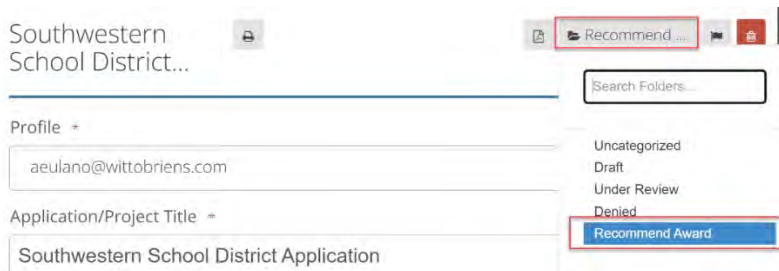 Southwestern
School District...
Recommend ...
Search Folders...
Profile *
aeulano@wittobriens.com
Application/Project Title *
Southwestern School District Application
Uncategorized
Draft
Under Review
Denied
Recommend Award